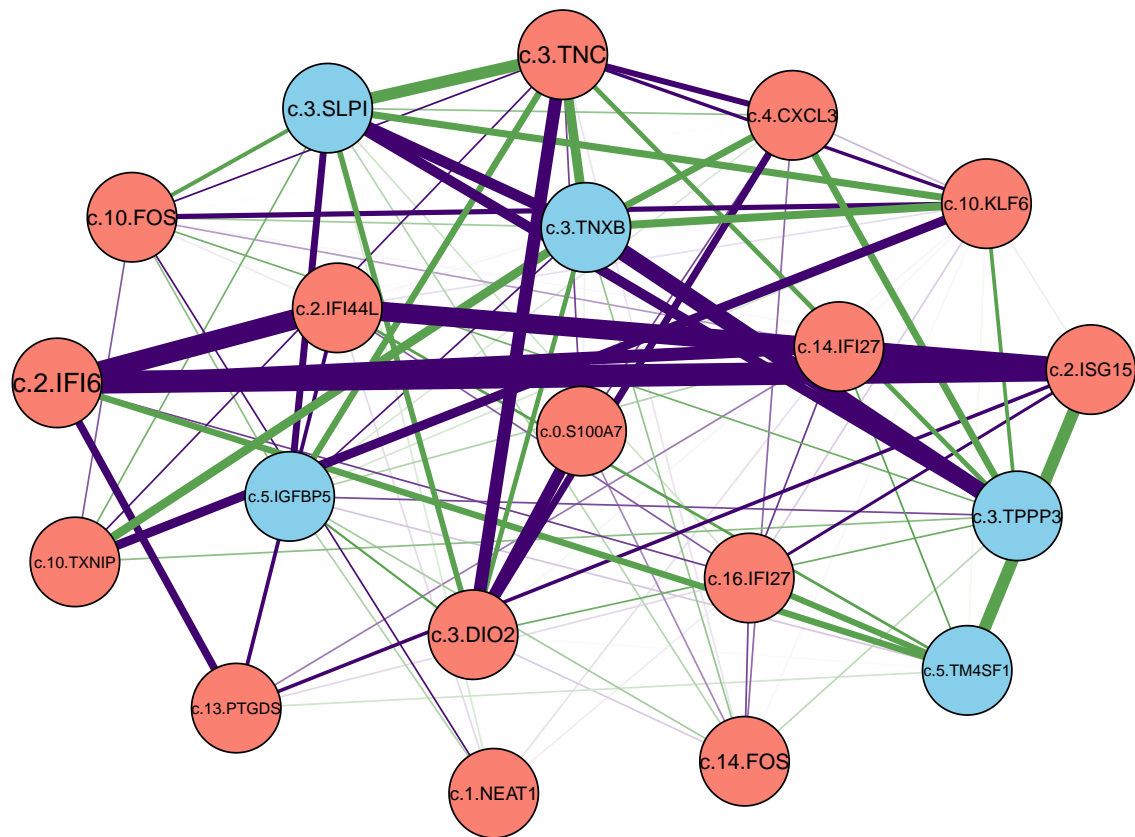 c.3.TNC
c.3.SLPI
c.4.CXCL3
c.10.KLF6
c.10.FOS
c.3.TNXB
c.2.IFI44L
c.14.IFI27
c.2.ISG15
c.2.IFI6
c.0.S100A7
c.5.IGFBP5
c.3.TPPP3
c.10.TXNIP
c.16.IFI27
c.3.DIO2
c.5.TM4SF1
c.13.PTGDS
c.14.FOS
c.1.NEAT1